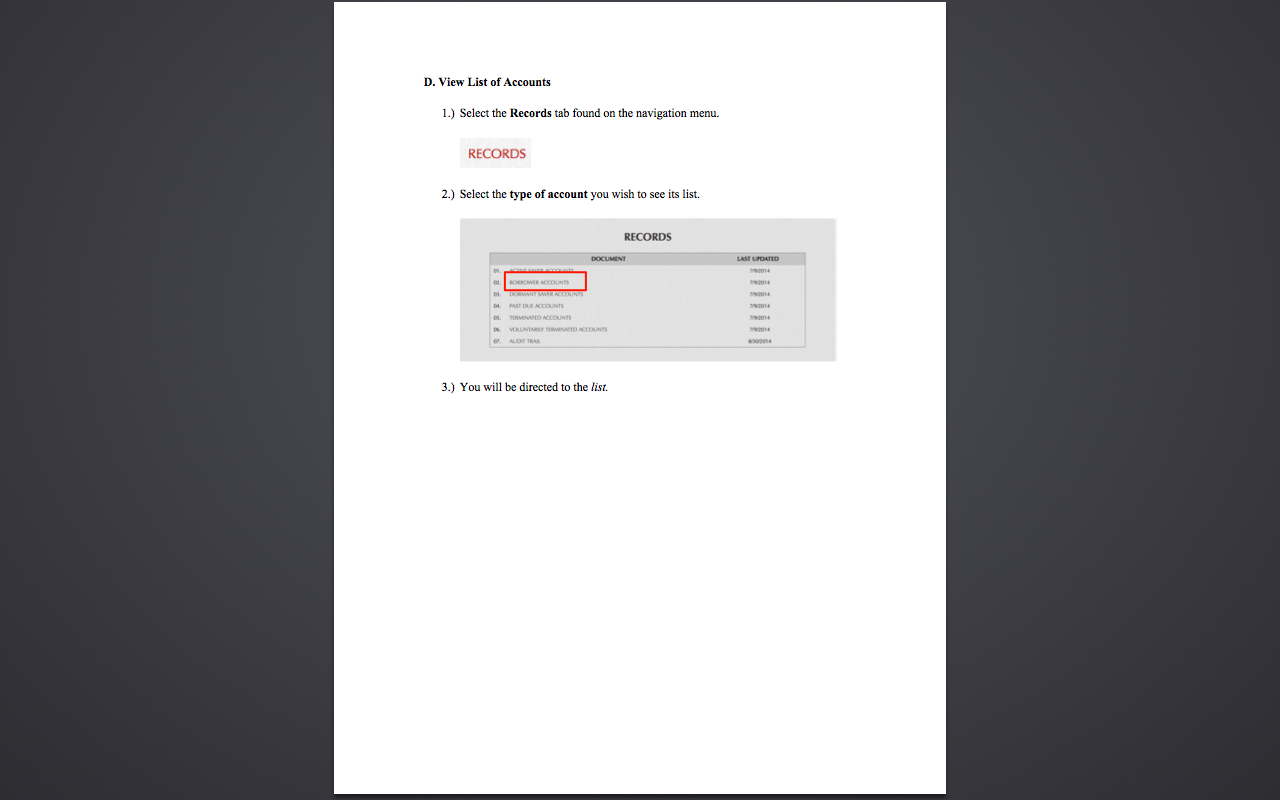 D. View List of Accounts
1.) Select the Records tab found on the navigation menu.
RECORDS
2.) Select the type of account you wish to see its list.
RECORDS
DOCUMENT LAST UPDATED
01. ACTIVE SAVER ACCOUNTS 7/9/2014
02. BORROWER ACCOUNTS 7/9/2014
03. DORMANT SAVER ACCOUNTS 7/9/2014
04. PAST DUE ACCOUNTS 7/9/2014
05. TERMINATED ACCOUNTS 7/9/2014
06. VOLUNTARILY TERMINATED ACCOUNTS 7/9/2014
07. AUDIT TRAIL 8/30/2014
3.) You will be directed to the list.